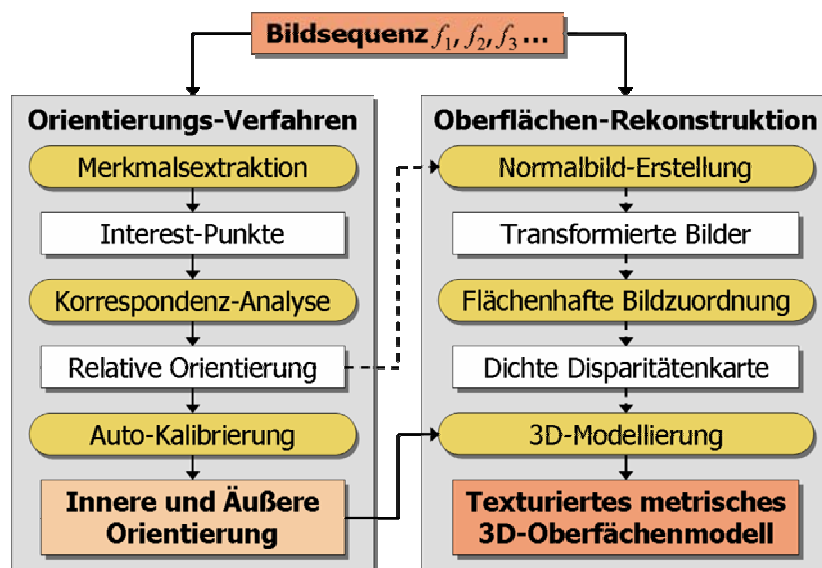 Bildsequenz f1, f2, f3 ...
Orientierungs-Verfahren
Merkmalsextraktion
Interest-Punkte
Korrespondenz-Analyse
Relative Orientierung
Auto-Kalibrierung
Innere und Äußere
Orientierung
Oberflächen-Rekonstruktion
Normalbild-Erstellung
Transformierte Bilder
Flächenhafte Bildzuordnung
Dichte Disparitätenkarte
3D-Modellierung
Texturiertes metrisches
3D-Oberfächenmodell